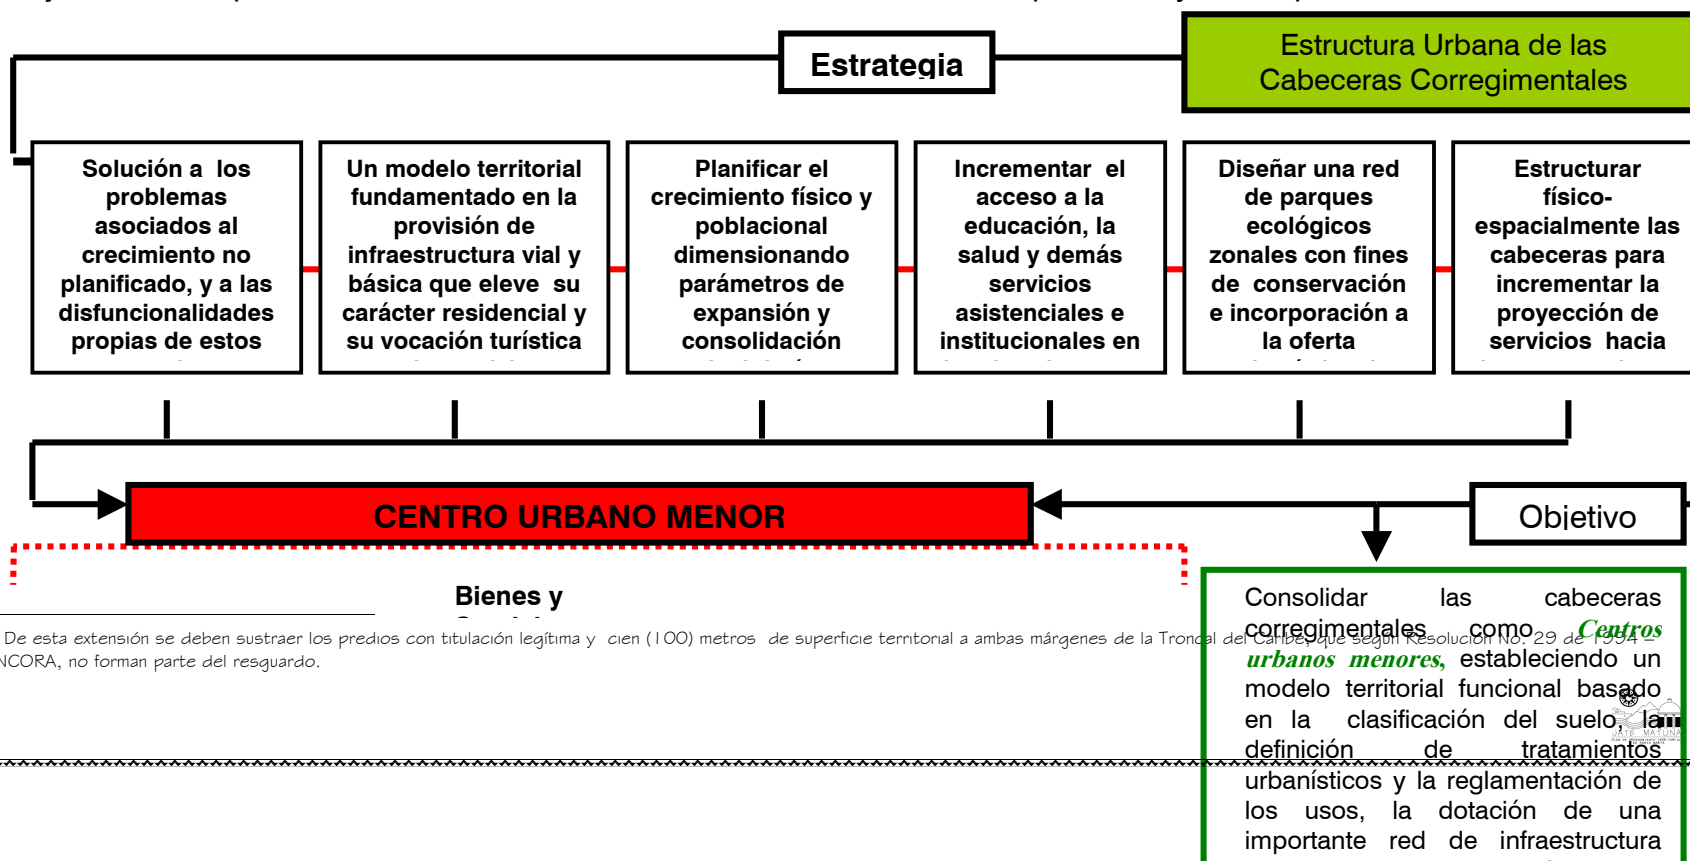 Estructura Urbana de las
Cabeceras Corregimentales
Estrategia
Solución a los
problemas
asociados al
crecimiento no
planificado, y a las
disfuncionalidades
propias de estos
Un modelo territorial
fundamentado en la
provisión de
infraestructura vial y
básica que eleve su
carácter residencial y
su vocación turística
Planificar el
crecimiento físico y
poblacional
dimensionando
parámetros de
expansión y
consolidación
Incrementar el
acceso a la
educación, la
salud y demás
servicios
asistenciales e
institucionales en
Diseñar una red
de parques
ecológicos
zonales con fines
de conservación
e incorporación a
la oferta
Estructurar
físico-
espacialmente las
cabeceras para
incrementar la
proyección de
servicios hacia
CENTRO URBANO MENOR
Objetivo
Bienes y
Consolidar las cabeceras
corregimentales como Centros
urbanos menores, estableciendo un
modelo territorial funcional basado
en la clasificación del suelo, la
definición de tratamientos
urbanísticos y la reglamentación de
los usos, la dotación de una
importante red de infraestructura
De esta extensión se deben sustraer los predios con titulación legítima y cien (100) metros de superficie territorial a ambas márgenes de la Troncal del Caribe, que según Resolución No. 29 de 1994 –
NCORA, no forman parte del resguardo.
JATE MATUNA